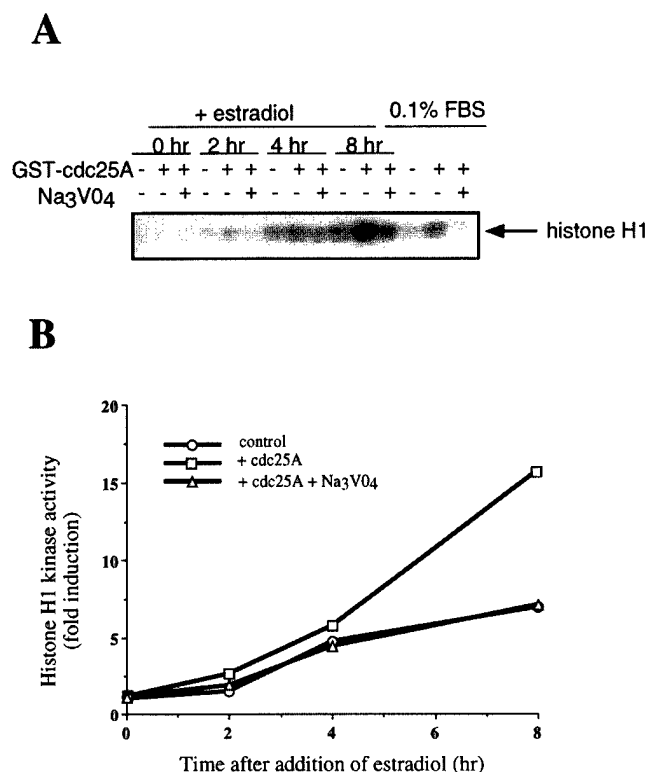 A
+ estradiol 0.1% FBS
0 hr 2 hr 4 hr 8 hr
GST-cdc25A - + + - + + - + + - + + - + +
Na3VO4 - - + - - + - - + - - + - - +
histone H1
B
20
15
10
5
0
control
+ cdc25A
+ cdc25A + Na3VO4
Histone H1 kinase activity
(fold induction)
0 2 4 6 8
Time after addition of estradiol (hr)